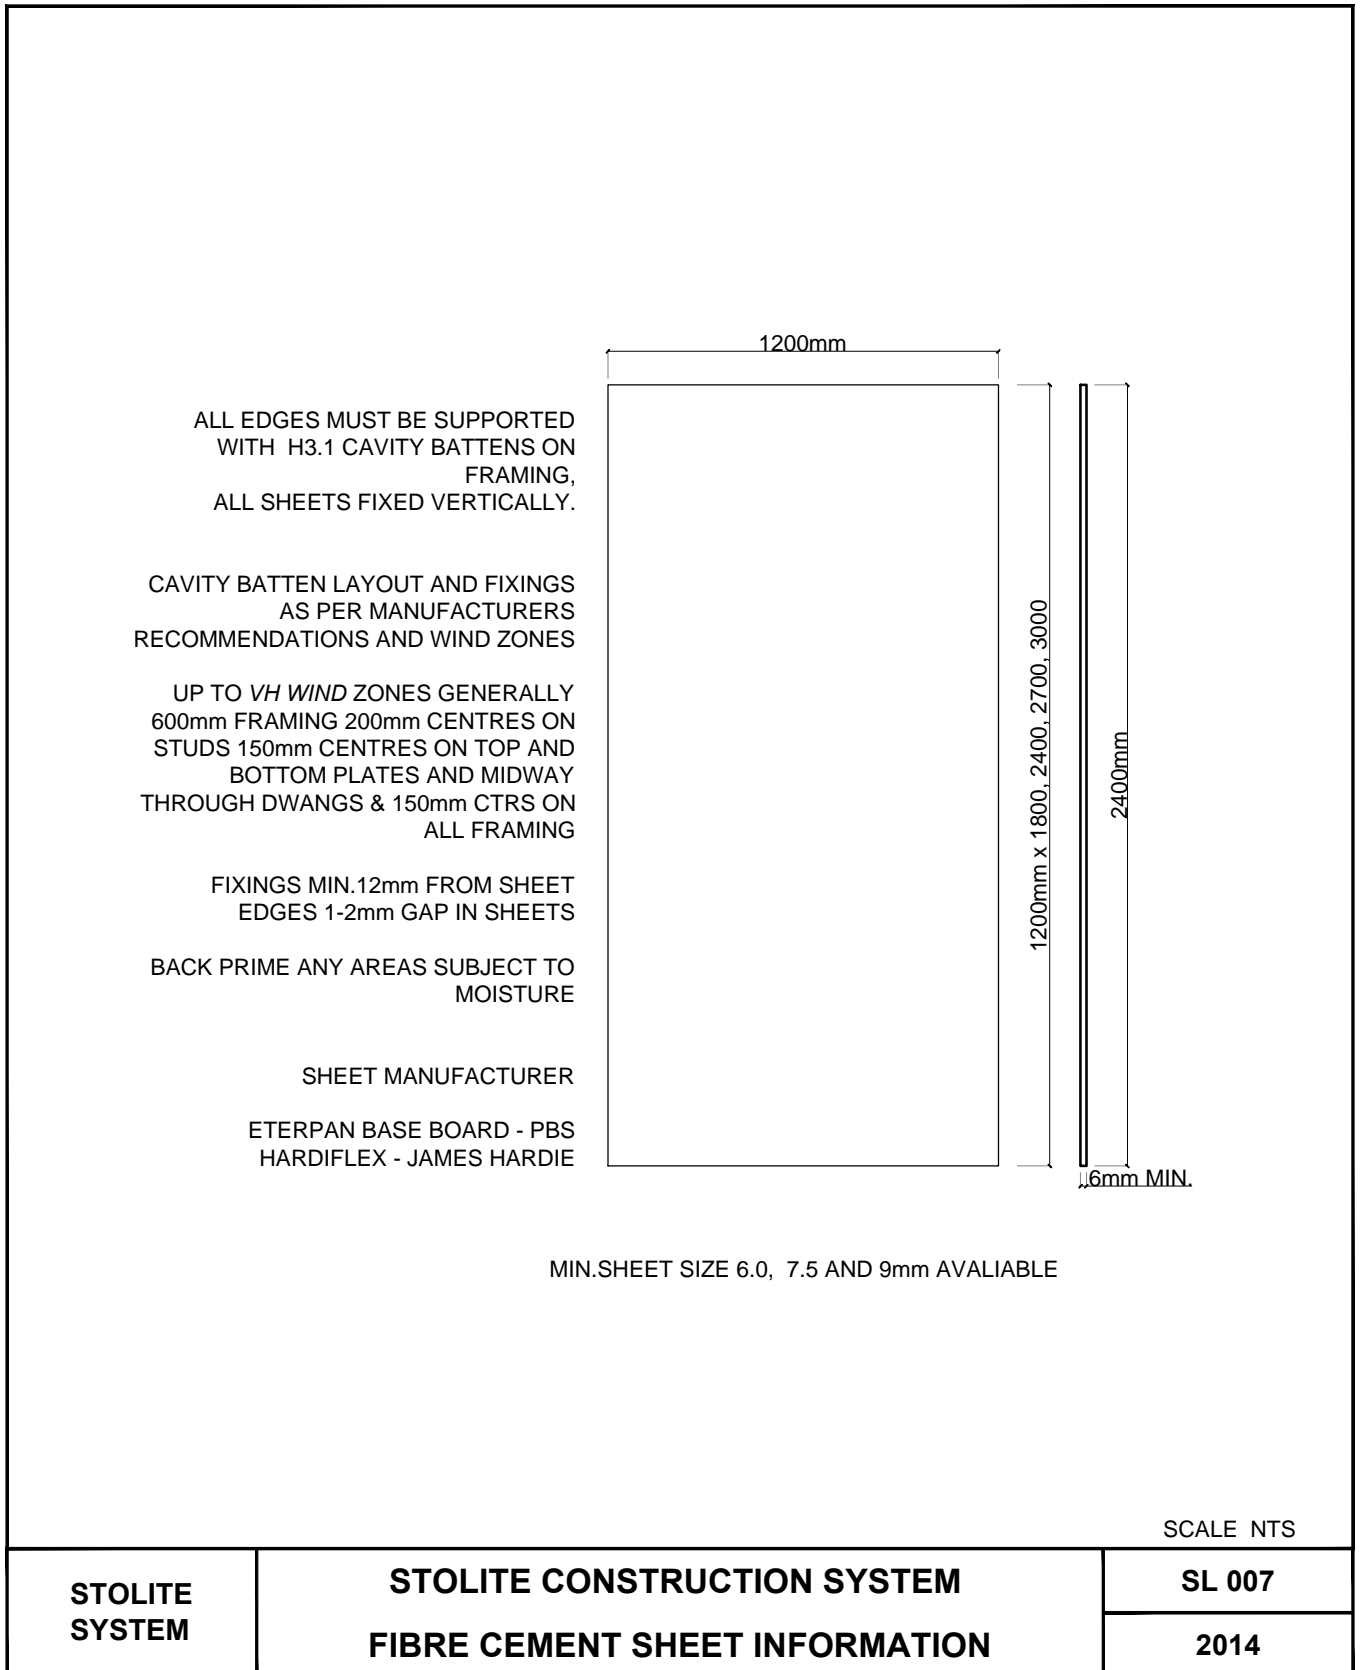 1200mm
ALL EDGES MUST BE SUPPORTED
WITH  H3.1 CAVITY BATTENS ON
FRAMING,
ALL SHEETS FIXED VERTICALLY.
CAVITY BATTEN LAYOUT AND FIXINGS
AS PER MANUFACTURERS
RECOMMENDATIONS AND WIND ZONES
UP TO VH WIND ZONES GENERALLY
600mm FRAMING 200mm CENTRES ON
STUDS 150mm CENTRES ON TOP AND
BOTTOM PLATES AND MIDWAY
THROUGH DWANGS & 150mm CTRS ON
ALL FRAMING
FIXINGS MIN.12mm FROM SHEET
EDGES 1-2mm GAP IN SHEETS
BACK PRIME ANY AREAS SUBJECT TO
MOISTURE
SHEET MANUFACTURER
ETERPAN BASE BOARD - PBS
HARDIFLEX - JAMES HARDIE
1200mm x 1800, 2400, 2700, 3000
2400mm
6mm MIN.
MIN.SHEET SIZE 6.0,  7.5 AND 9mm AVALIABLE
SCALE  NTS
STOLITE
SYSTEM
STOLITE CONSTRUCTION SYSTEM
FIBRE CEMENT SHEET INFORMATION
SL 007
2014